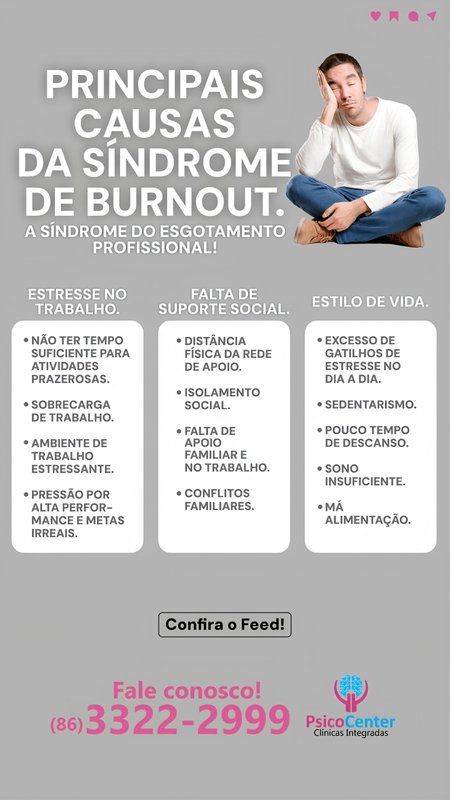 PRINCIPAIS
CAUSAS
DA SÍNDROME
DE BURNOUT.
A SÍNDROME DO ESGOTAMENTO
PROFISSIONAL!
ESTRESSE NO
TRABALHO.
• NÃO TER TEMPO
SUFICIENTE PARA
ATIVIDADES
PRAZEROSAS.
• SOBRECARGA
DE TRABALHO.
• AMBIENTE DE
TRABALHO
ESTRESSANTE.
• PRESSÃO POR
ALTA PERFOR-
MANCE E METAS
IRREAIS.
FALTA DE
SUPORTE SOCIAL.
• DISTÂNCIA
FÍSICA DA REDE
DE APOIO.
• ISOLAMENTO
SOCIAL.
• FALTA DE
APOIO
FAMILIAR E
NO TRABALHO.
• CONFLITOS
FAMILIARES.
ESTILO DE VIDA.
• EXCESSO DE
GATILHOS DE
ESTRESSE NO
DIA A DIA.
• SEDENTARISMO.
• POUCO TEMPO
DE DESCANSO.
• SONO
INSUFICIENTE.
• MÁ
ALIMENTAÇÃO.
Confira o Feed!
Fale conosco!
(86) 3322-2999
PsicoCenter
Clínicas Integradas